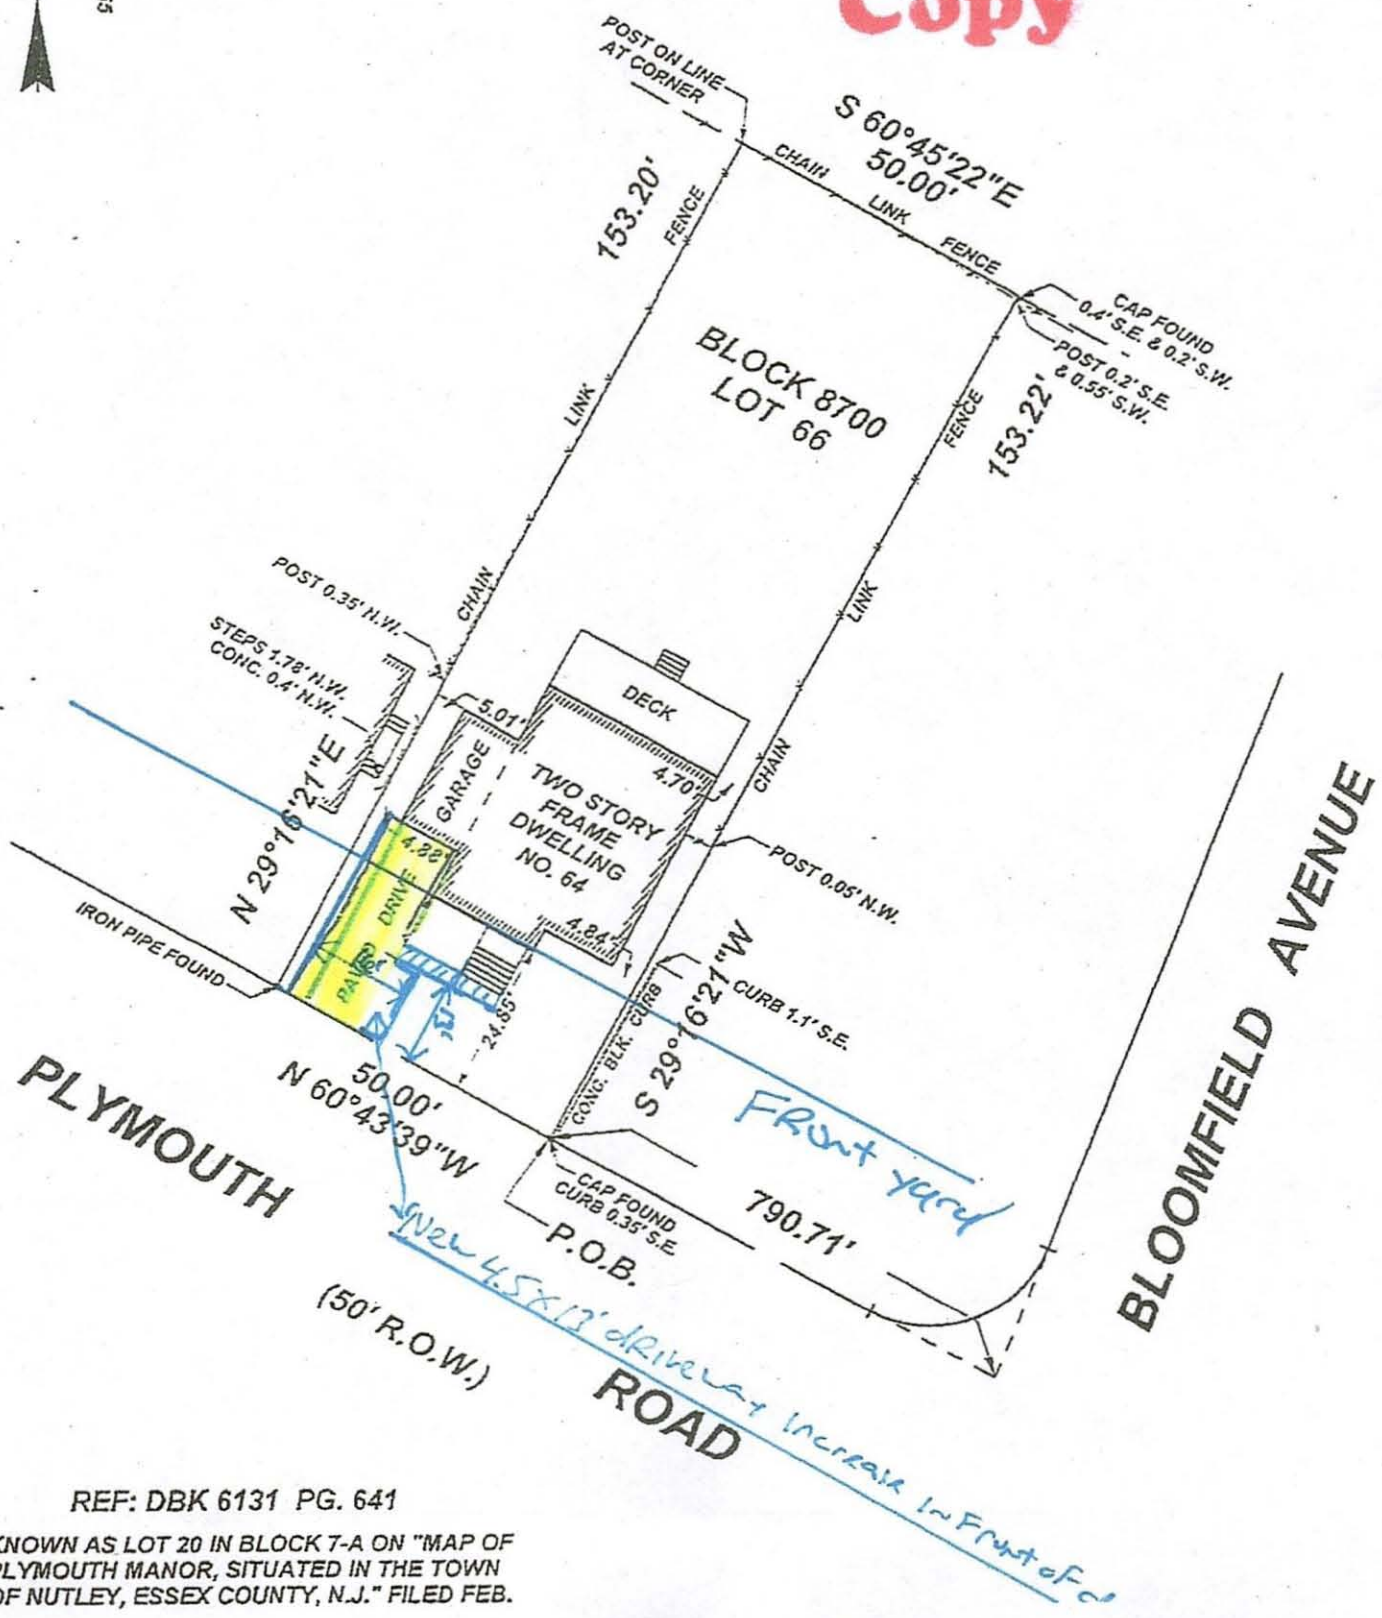 Copy
POST ON LINE
AT CORNER
S 60°45'22"E
50.00'
CHAIN LINK FENCE
153.20'
FENCE
LINK
CHAIN
BLOCK 8700
LOT 66
CAP FOUND
0.4' S.E. & 0.2' S.W.
POST 0.2' S.E.
& 0.55' S.W.
153.22'
FENCE
LINK
CHAIN
POST 0.35' N.W.
STEPS 1.78' N.W.
CONC. 0.4' N.W.
N 29°16'21"E
5.01'
GARAGE
DECK
4.70'
TWO STORY
FRAME
DWELLING
NO. 64
POST 0.05' N.W.
4.88'
4.84'
PAVED DRIVE
IRON PIPE FOUND
24.85'
CONC. BLK. CURB
S 29°16'21"W
CURB 1.1' S.E.
FRont yard
50.00'
N 60°43'39"W
CAP FOUND
CURB 0.35' S.E.
P.O.B.
790.71'
New 4.5x13' dRiveway Increase In Front of
PLYMOUTH ROAD
(50' R.O.W.)
BLOOMFIELD AVENUE
REF: DBK 6131 PG. 641
KNOWN AS LOT 20 IN BLOCK 7-A ON "MAP OF
PLYMOUTH MANOR, SITUATED IN THE TOWN
OF NUTLEY, ESSEX COUNTY, N.J." FILED FEB.